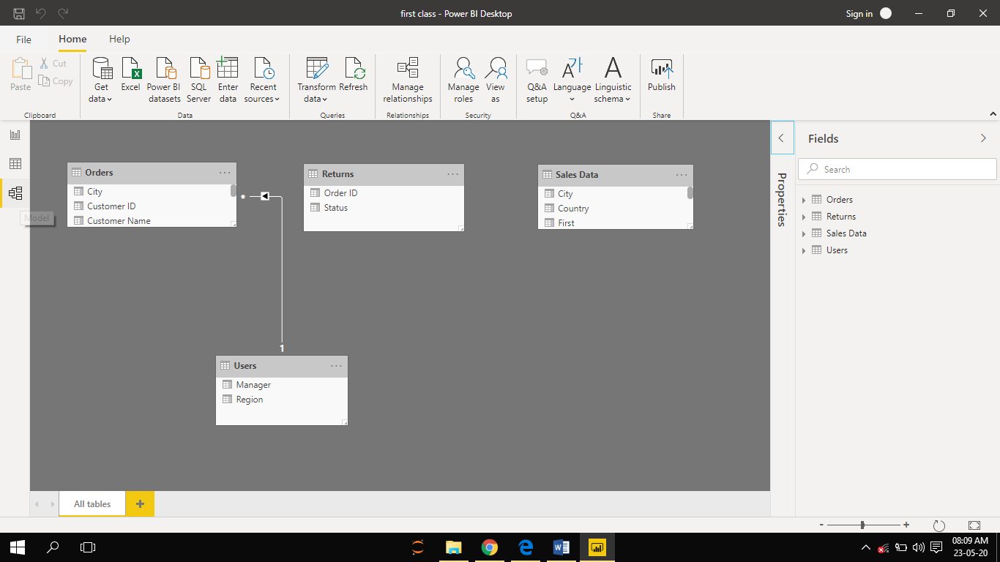 first class - Power BI Desktop
Sign in
File Home Help
Paste
Cut
Copy
Get data
Excel
Power BI datasets
SQL Server
Enter data
Recent sources
Transform data
Refresh
Manage relationships
Manage roles
View as
Q&A setup
Language
Linguistic schema
Publish
Clipboard Data Queries Relationships Security Q&A Share
Model
Orders
City
Customer ID
Customer Name
*
1
Returns
Order ID
Status
Sales Data
City
Country
First
Users
Manager
Region
Properties
Fields
Search
Orders
Returns
Sales Data
Users
All tables
+
- +
08:09 AM
23-05-20